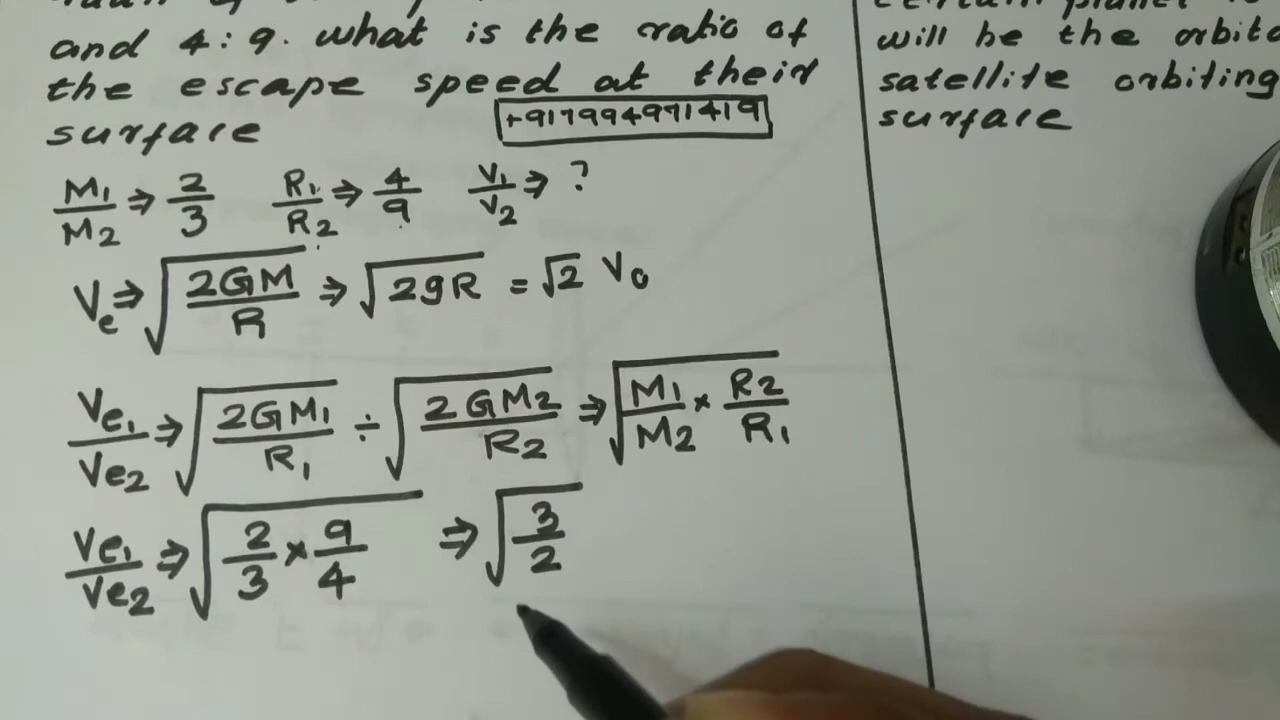 and 4:9. what is the ratio of
the escape speed at their
surface
+917994971419
M1/M2 ⇒ 2/3 R1/R2 ⇒ 4/9 V1/V2 ⇒ ?
Ve ⇒ √(2GM/R) ⇒ √2gR = √2 Vo
Ve1/Ve2 ⇒ √(2GM1/R1) ÷ √(2GM2/R2) ⇒ √(M1/M2 × R2/R1)
Ve1/Ve2 ⇒ √(2/3 × 9/4) ⇒ √(3/2)
will be the
satellite orbiting
surface